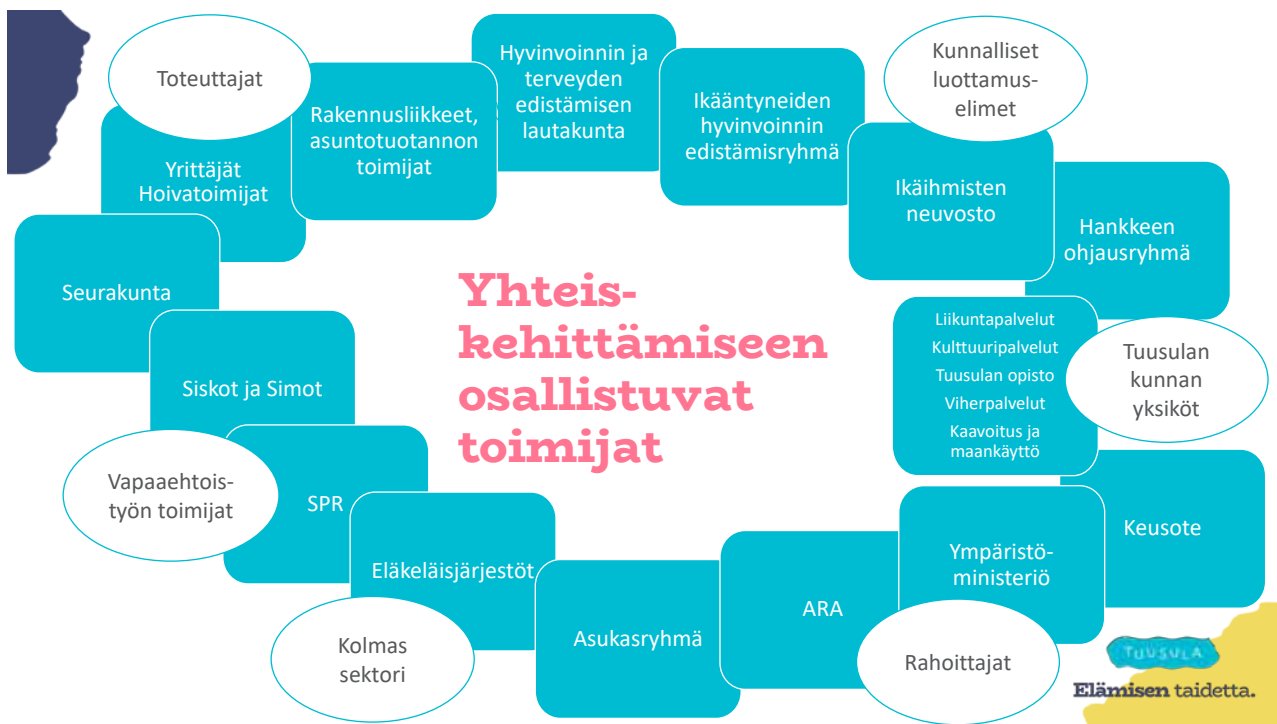 Toteuttajat
Yrittäjät
Hoivatoimijat
Rakennusliikkeet,
asuntotuotannon
toimijat
Hyvinvoinnin ja
terveyden
edistämisen
lautakunta
Ikääntyneiden
hyvinvoinnin
edistämisryhmä
Kunnalliset
luottamus-
elimet
Ikäihmisten
neuvosto
Hankkeen
ohjausryhmä
Seurakunta
Yhteis-
kehittämiseen
osallistuvat
toimijat
Liikuntapalvelut
Kulttuuripalvelut
Tuusulan opisto
Viherpalvelut
Kaavoitus ja
maankäyttö
Tuusulan
kunnan
yksiköt
Siskot ja Simot
Vapaaehtois-
työn toimijat
SPR
Eläkeläisjärjestöt
Kolmas
sektori
Asukasryhmä
ARA
Ympäristö-
ministeriö
Rahoittajat
Keusote
TUUSULA
Elämisen taidetta.